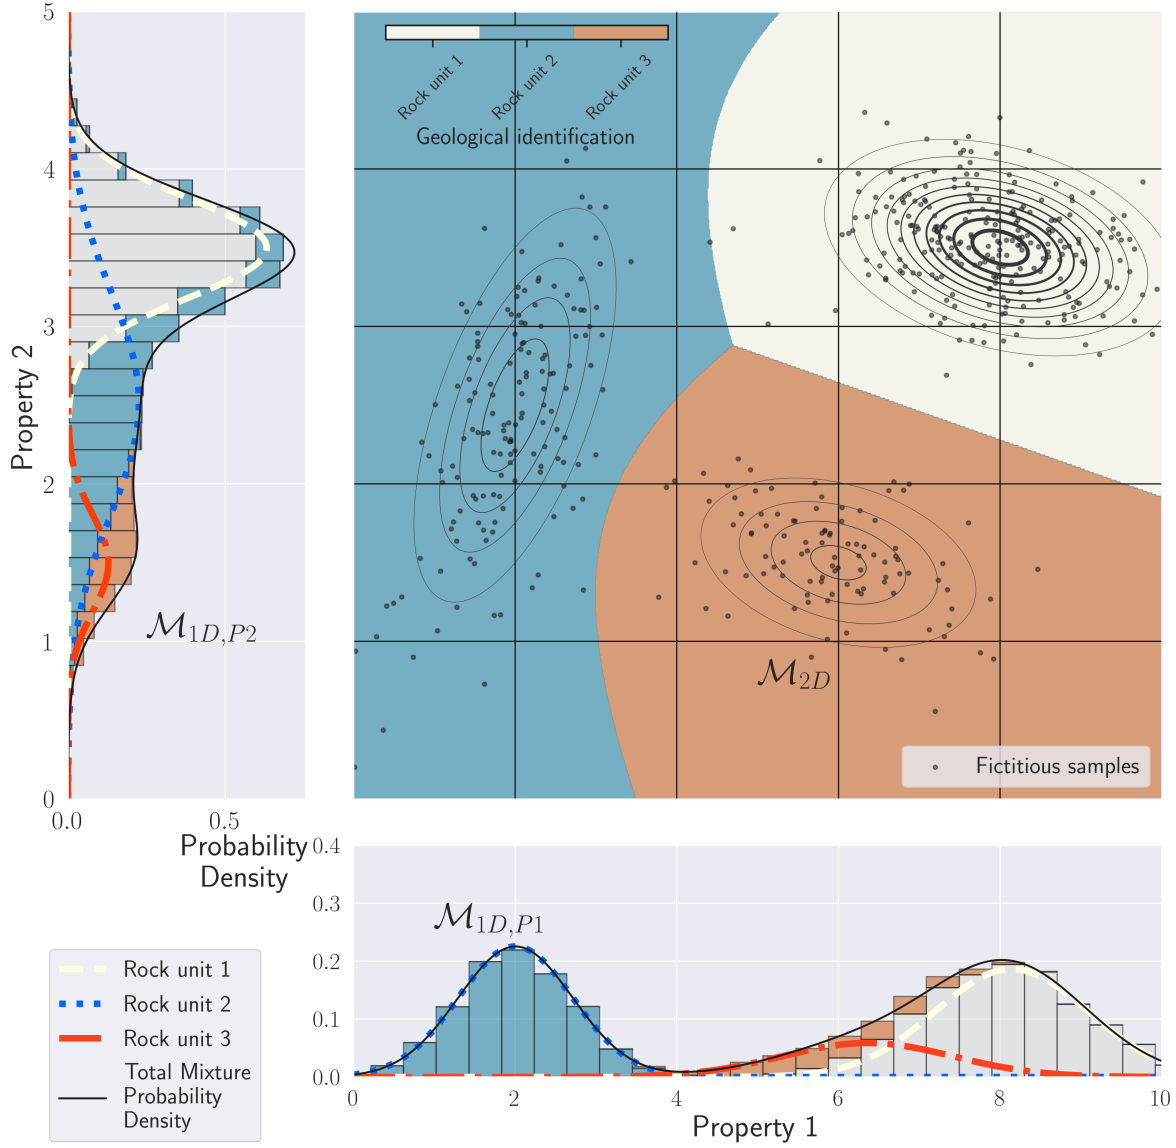 5
4
3
2
1
0
Property 2
0.0 0.5
Probability
Density
M1D,P2
Rock unit 1
Rock unit 2
Rock unit 3
Geological identification
M2D
Fictitious samples
0.4
0.3
0.2
0.1
0.0
M1D,P1
0 2 4 6 8 10
Property 1
Rock unit 1
Rock unit 2
Rock unit 3
Total Mixture
Probability
Density